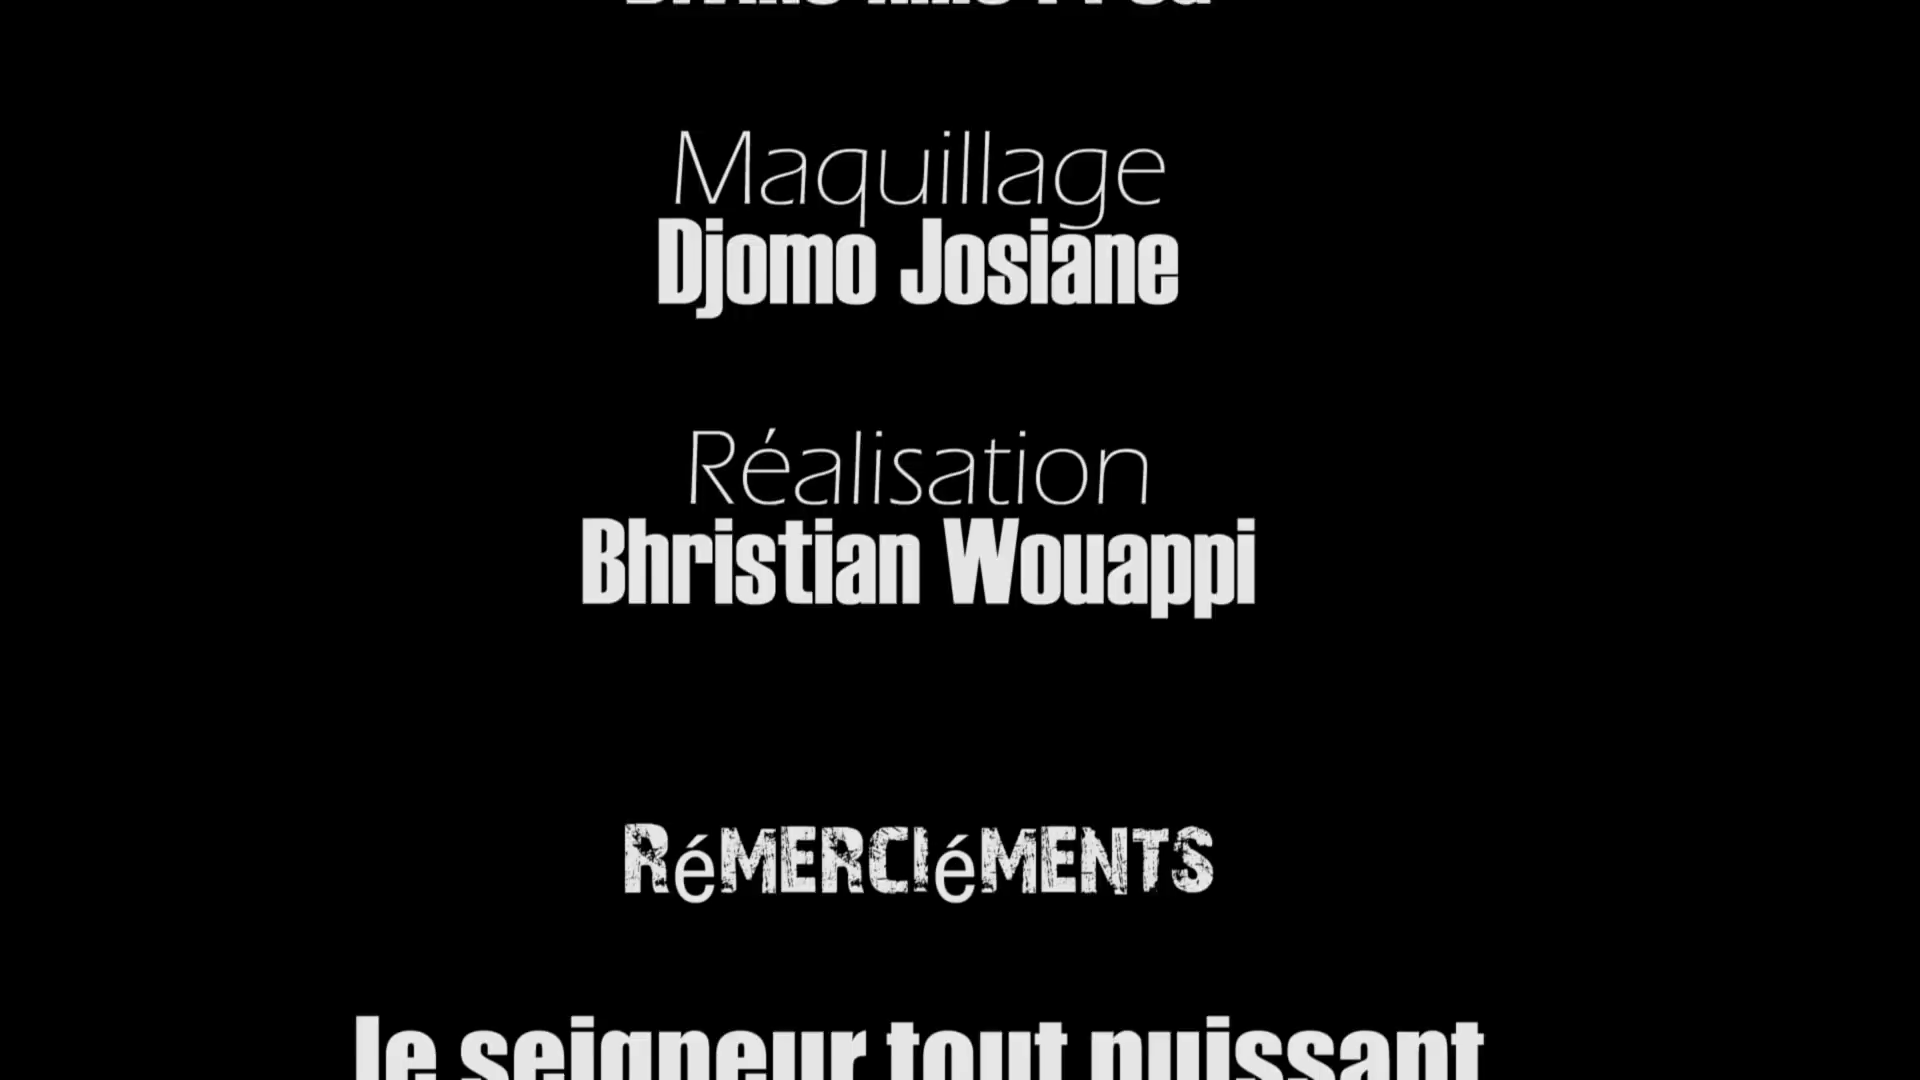 Maquillage
Djomo Josiane
Réalisation
Bhristian Wouappi
RéMERCIéMENTS
le seigneur tout puissant